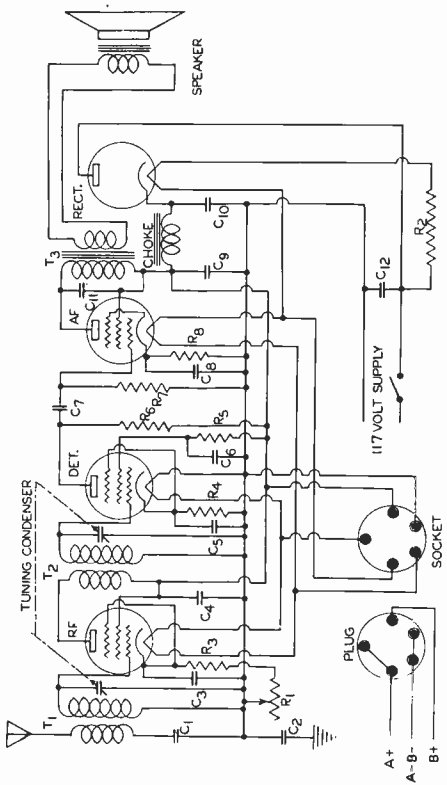 TUNING CONDENSER
T1
RF
T2
DET.
C7
AF
C11
T3
RECT.
SPEAKER
CHOKE
C1
C3
R3
C4
C5
R4
C6
R5
R6
R7
C8
R8
C9
C10
R1
C2
117 VOLT SUPPLY
C12
R2
PLUG
SOCKET
A+
A-B-
B+